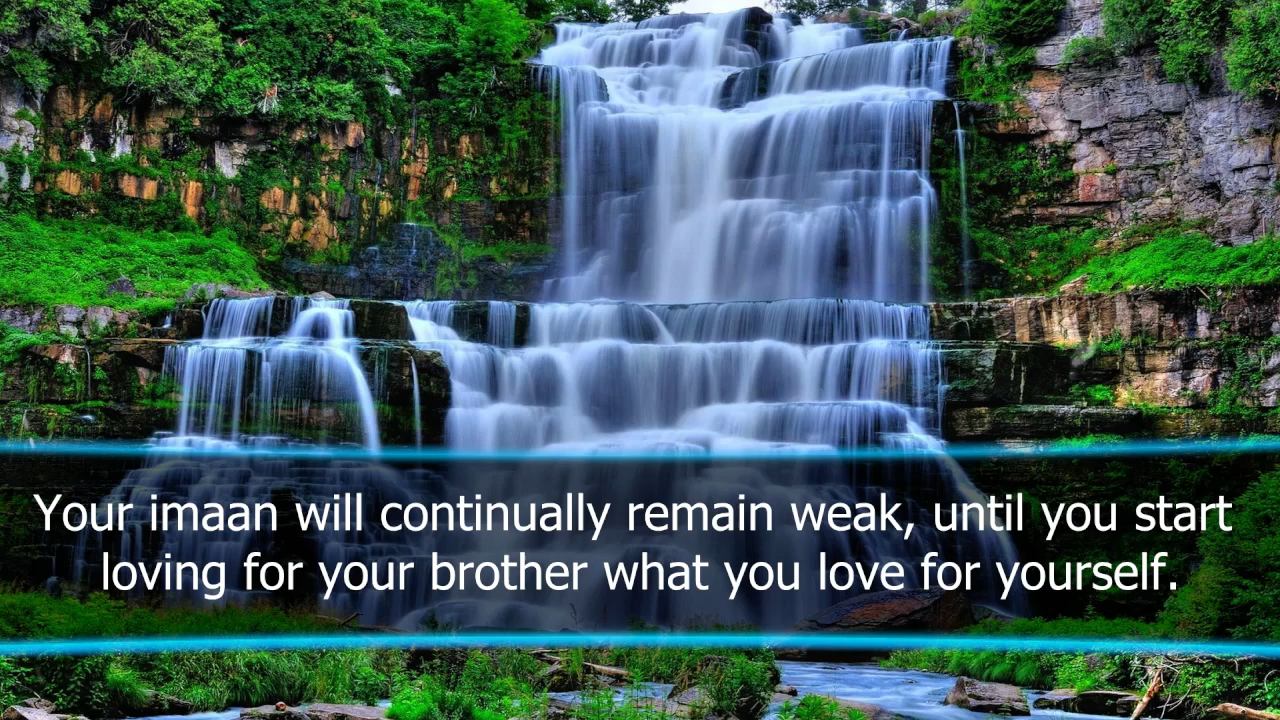 Your imaan will continually remain weak, until you start
loving for your brother what you love for yourself.